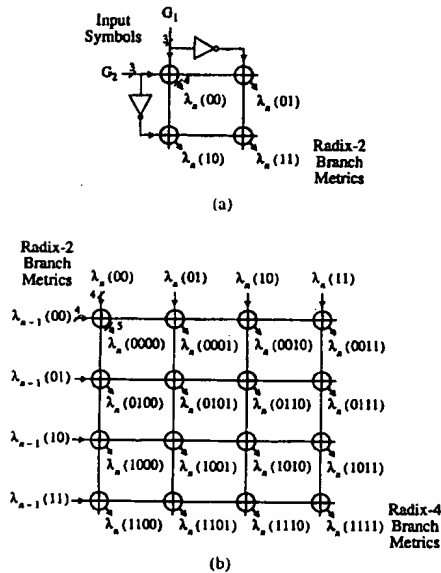 Input
Symbols
G₁
3
G₂
3
4
λₙ(00)
λₙ(01)
λₙ(10)
λₙ(11)
Radix-2
Branch
Metrics
(a)
Radix-2
Branch
Metrics
λₙ(00)
λₙ(01)
λₙ(10)
λₙ(11)
4
λₙ₋₁(00)
4
5
λₙ(0000)
λₙ(0001)
λₙ(0010)
λₙ(0011)
λₙ₋₁(01)
λₙ(0100)
λₙ(0101)
λₙ(0110)
λₙ(0111)
λₙ₋₁(10)
λₙ(1000)
λₙ(1001)
λₙ(1010)
λₙ(1011)
λₙ₋₁(11)
λₙ(1100)
λₙ(1101)
λₙ(1110)
λₙ(1111)
Radix-4
Branch
Metrics
(b)